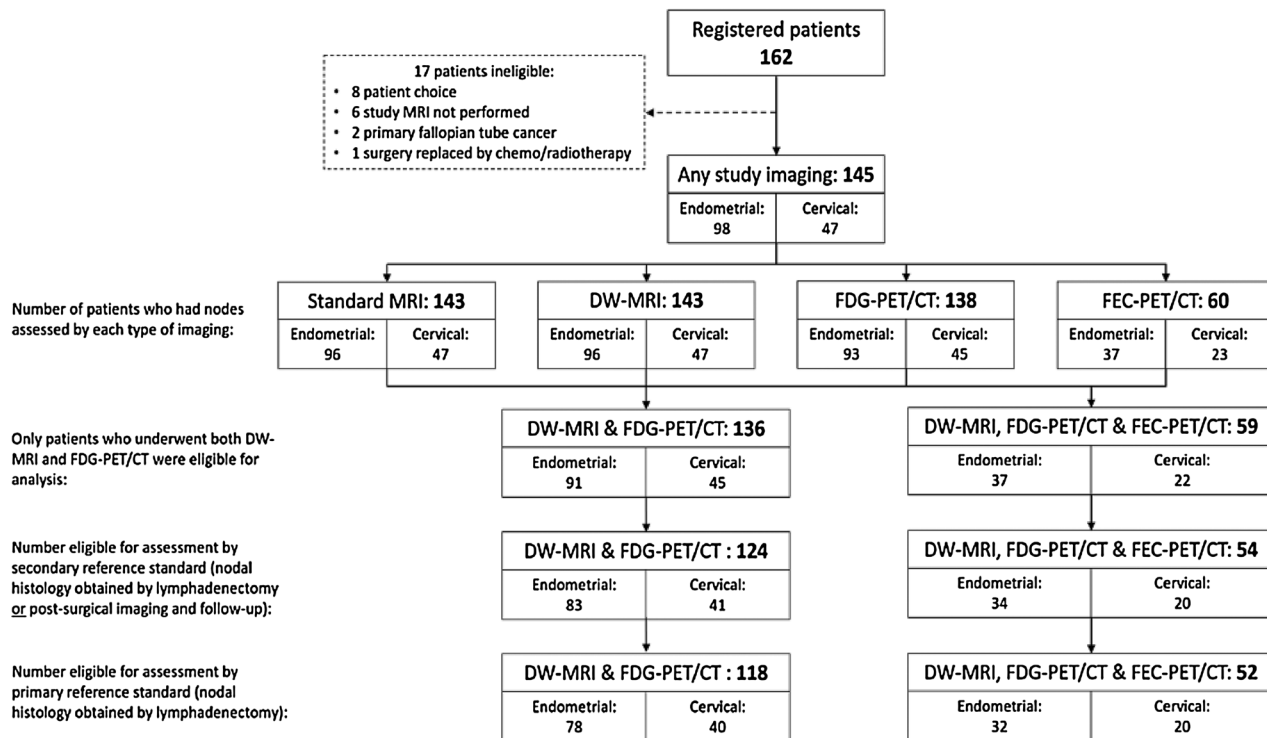 Registered patients
162
17 patients ineligible:
• 8 patient choice
• 6 study MRI not performed
• 2 primary fallopian tube cancer
• 1 surgery replaced by chemo/radiotherapy
Any study imaging: 145
Endometrial:
98
Cervical:
47
Number of patients who had nodes
assessed by each type of imaging:
Standard MRI: 143
Endometrial:
96
Cervical:
47
DW-MRI: 143
Endometrial:
96
Cervical:
47
FDG-PET/CT: 138
Endometrial:
93
Cervical:
45
FEC-PET/CT: 60
Endometrial:
37
Cervical:
23
Only patients who underwent both DW-
MRI and FDG-PET/CT were eligible for
analysis:
DW-MRI & FDG-PET/CT: 136
Endometrial:
91
Cervical:
45
DW-MRI, FDG-PET/CT & FEC-PET/CT: 59
Endometrial:
37
Cervical:
22
Number eligible for assessment by
secondary reference standard (nodal
histology obtained by lymphadenectomy
or post-surgical imaging and follow-up):
DW-MRI & FDG-PET/CT : 124
Endometrial:
83
Cervical:
41
DW-MRI, FDG-PET/CT & FEC-PET/CT: 54
Endometrial:
34
Cervical:
20
Number eligible for assessment by
primary reference standard (nodal
histology obtained by lymphadenectomy):
DW-MRI & FDG-PET/CT : 118
Endometrial:
78
Cervical:
40
DW-MRI, FDG-PET/CT & FEC-PET/CT: 52
Endometrial:
32
Cervical:
20